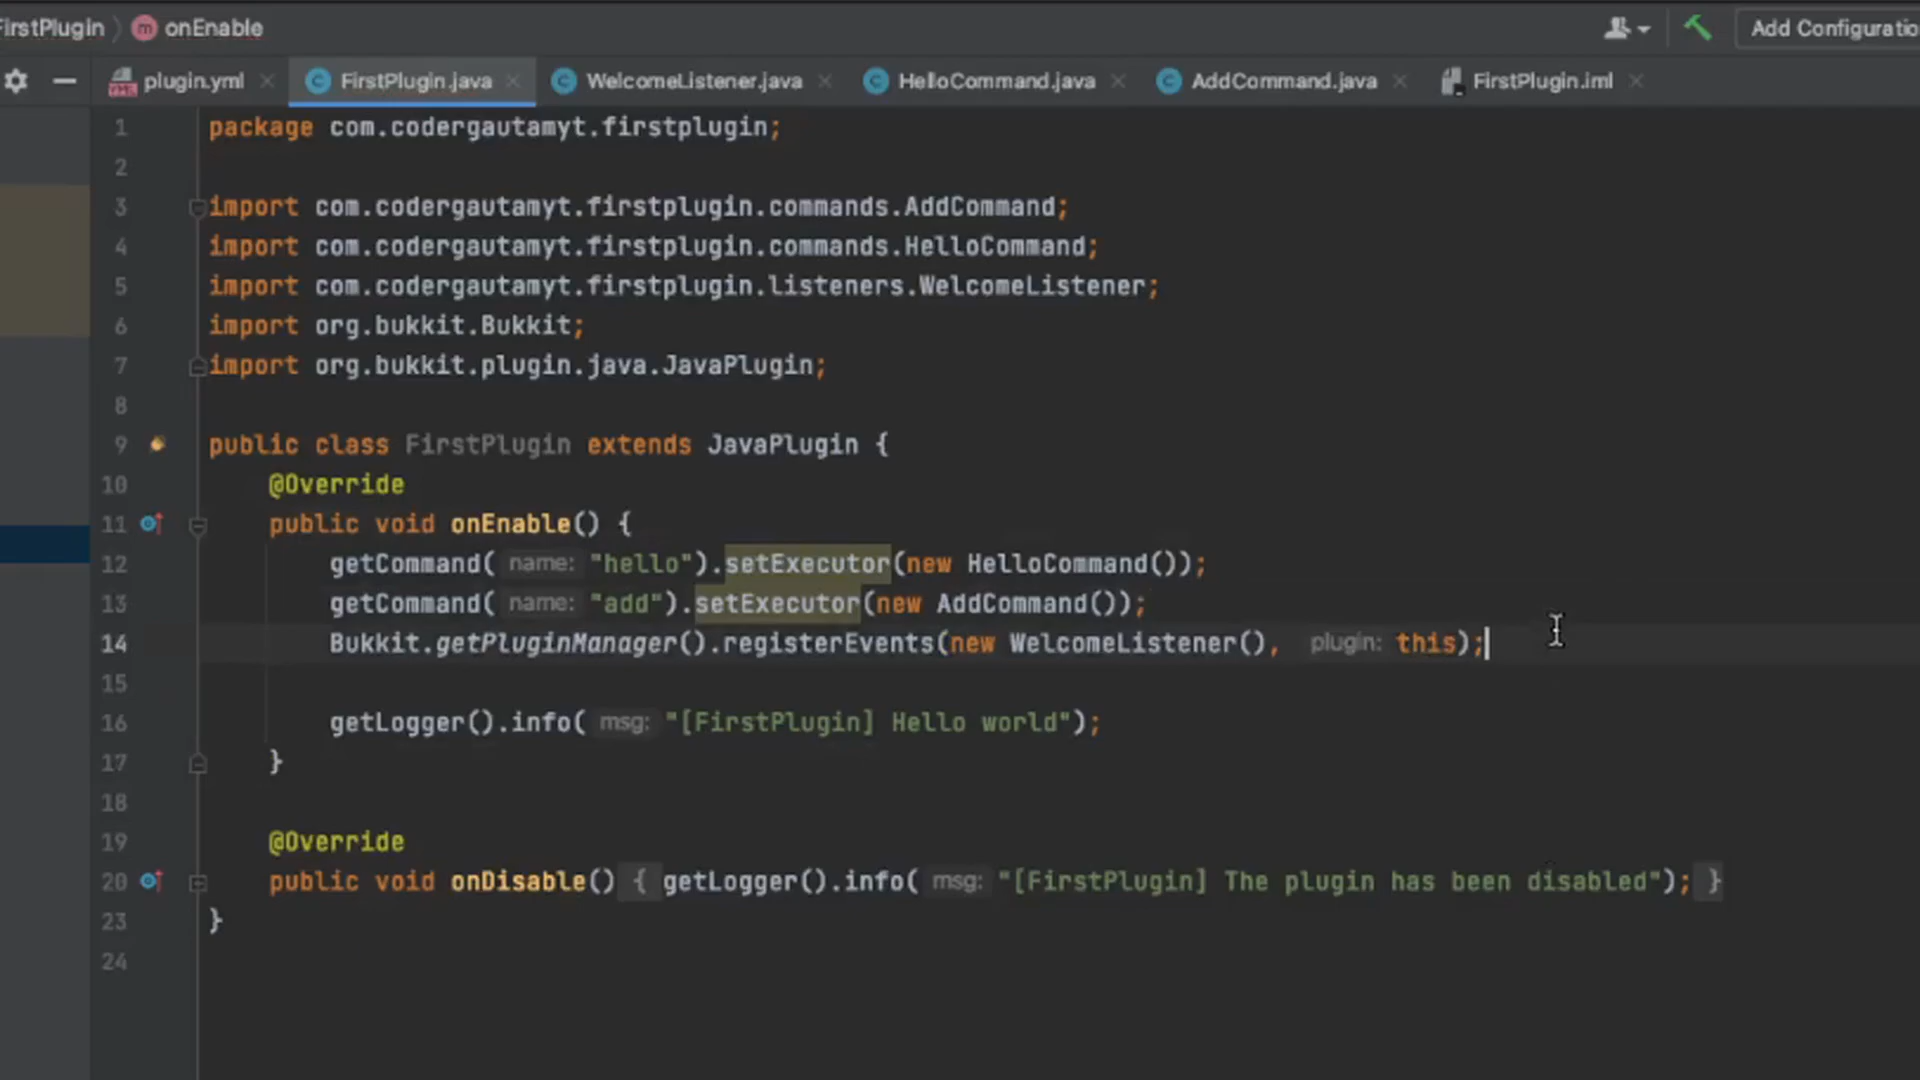 FirstPlugin 〉 m onEnable
Add Configuratio
plugin.yml
FirstPlugin.java
WelcomeListener.java
HelloCommand.java
AddCommand.java
FirstPlugin.iml
1 package com.codergautamyt.firstplugin;
2
3 import com.codergautamyt.firstplugin.commands.AddCommand;
4 import com.codergautamyt.firstplugin.commands.HelloCommand;
5 import com.codergautamyt.firstplugin.listeners.WelcomeListener;
6 import org.bukkit.Bukkit;
7 import org.bukkit.plugin.java.JavaPlugin;
8
9 public class FirstPlugin extends JavaPlugin {
10 @Override
11 public void onEnable() {
12 getCommand( name: "hello").setExecutor(new HelloCommand());
13 getCommand( name: "add").setExecutor(new AddCommand());
14 Bukkit.getPluginManager().registerEvents(new WelcomeListener(), plugin: this);
15
16 getLogger().info( msg: "[FirstPlugin] Hello world");
17 }
18
19 @Override
20 public void onDisable() { getLogger().info( msg: "[FirstPlugin] The plugin has been disabled"); }
23 }
24